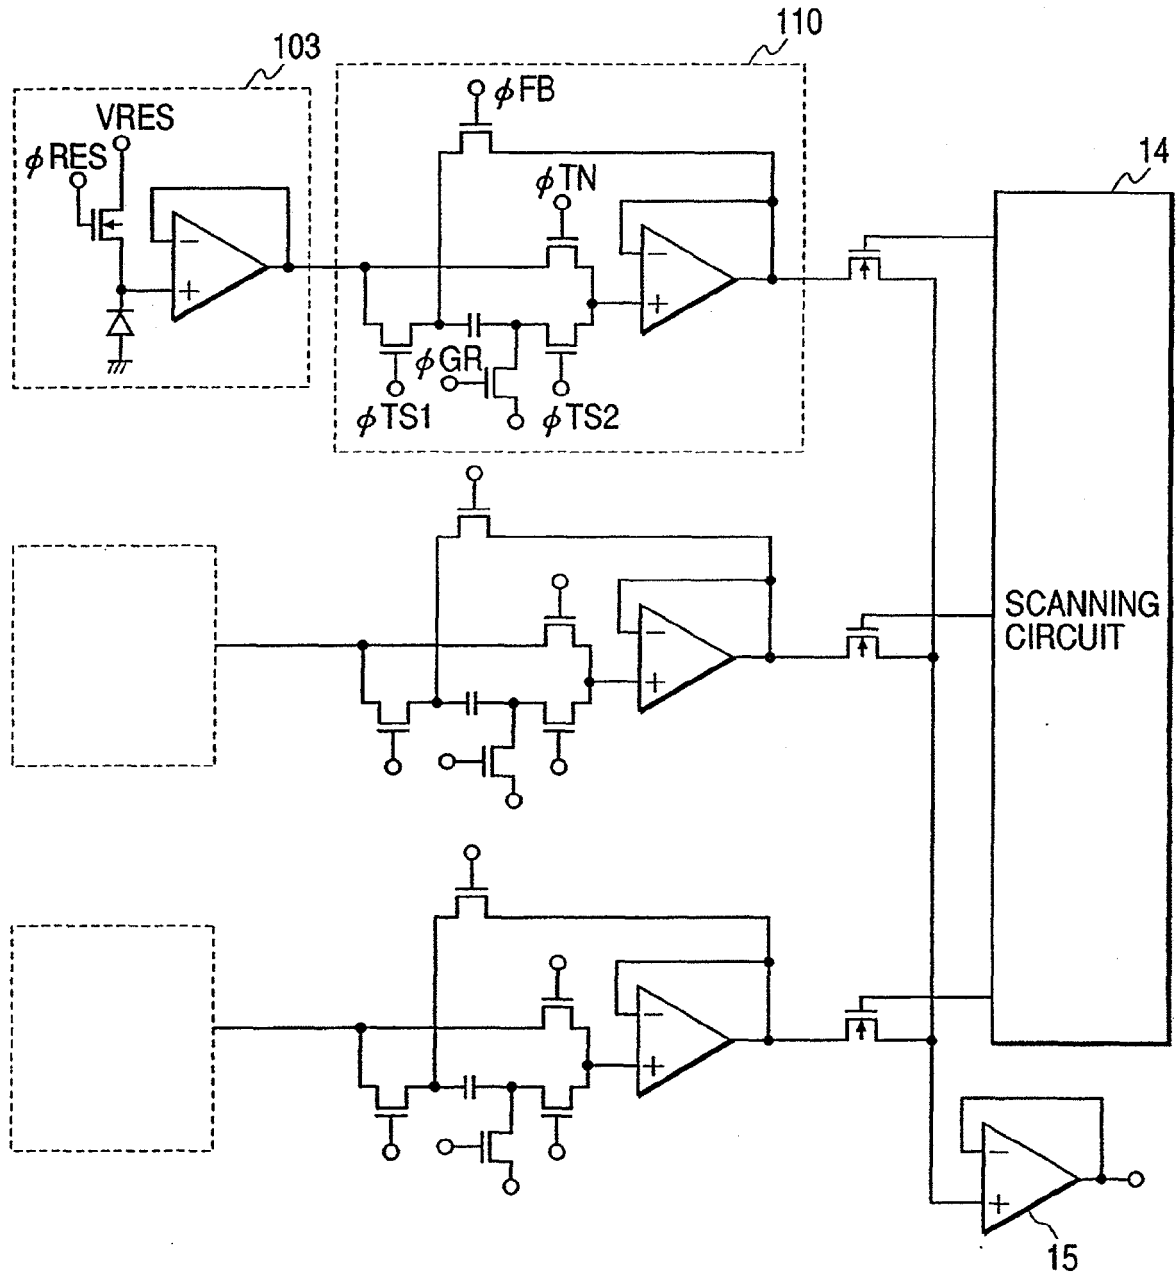 110
103
φFB
VRES
φRES
14
φTN
−
+
−
+
φGR
φTS1
φTS2
−
+
SCANNING
CIRCUIT
−
+
−
+
15